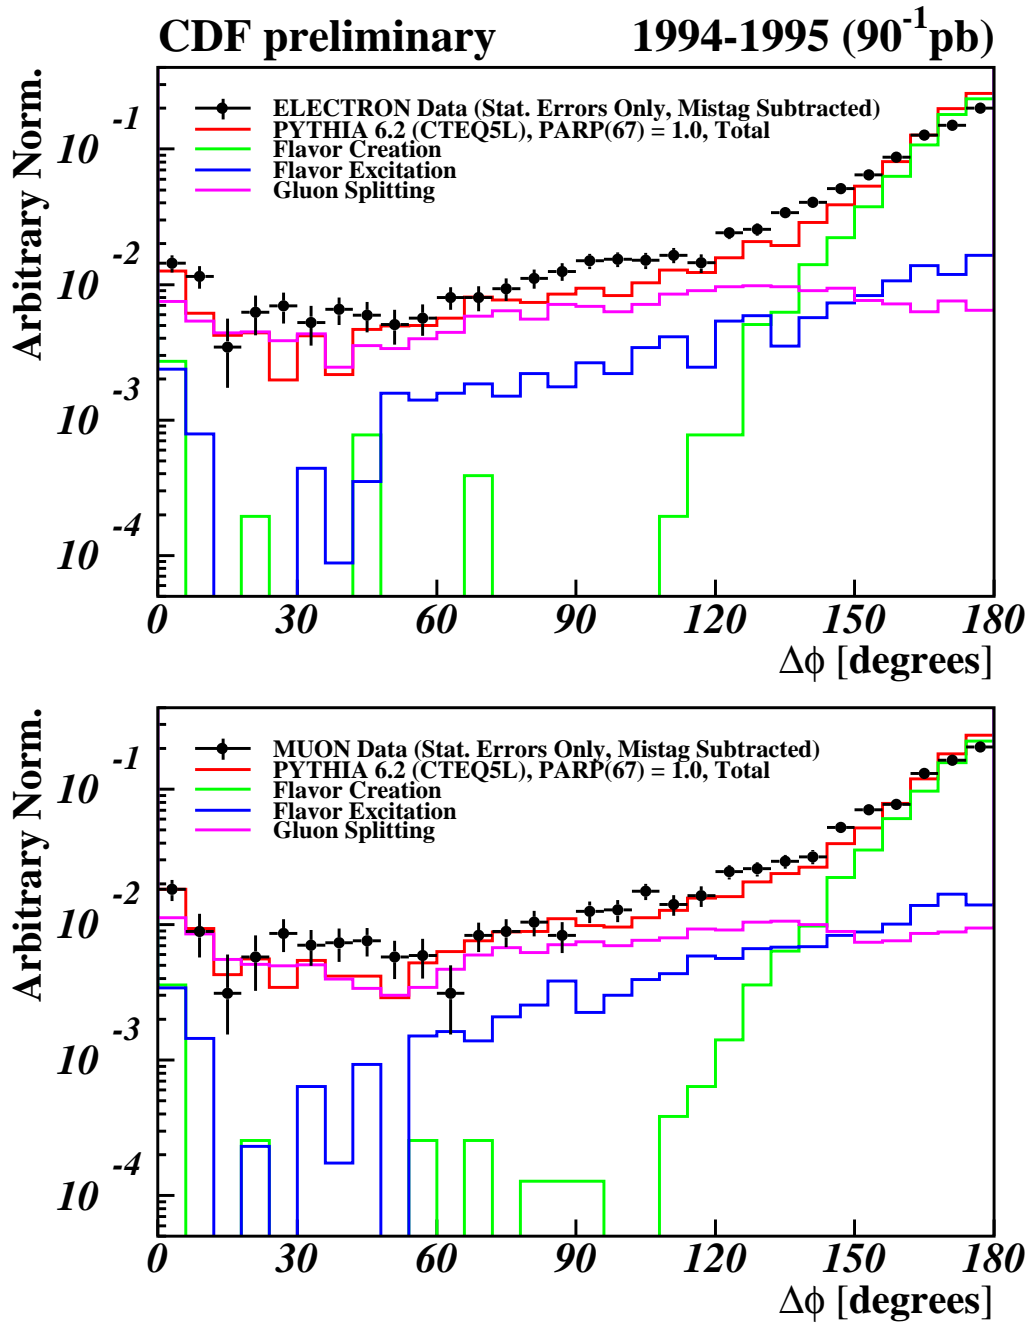 CDF preliminary 1994-1995 (90⁻¹pb)
Arbitrary Norm.
ELECTRON Data (Stat. Errors Only, Mistag Subtracted)
PYTHIA 6.2 (CTEQ5L), PARP(67) = 1.0, Total
Flavor Creation
Flavor Excitation
Gluon Splitting
10⁻¹
10⁻²
10⁻³
10⁻⁴
0 30 60 90 120 150 180
Δϕ [degrees]
Arbitrary Norm.
MUON Data (Stat. Errors Only, Mistag Subtracted)
PYTHIA 6.2 (CTEQ5L), PARP(67) = 1.0, Total
Flavor Creation
Flavor Excitation
Gluon Splitting
10⁻¹
10⁻²
10⁻³
10⁻⁴
0 30 60 90 120 150 180
Δϕ [degrees]